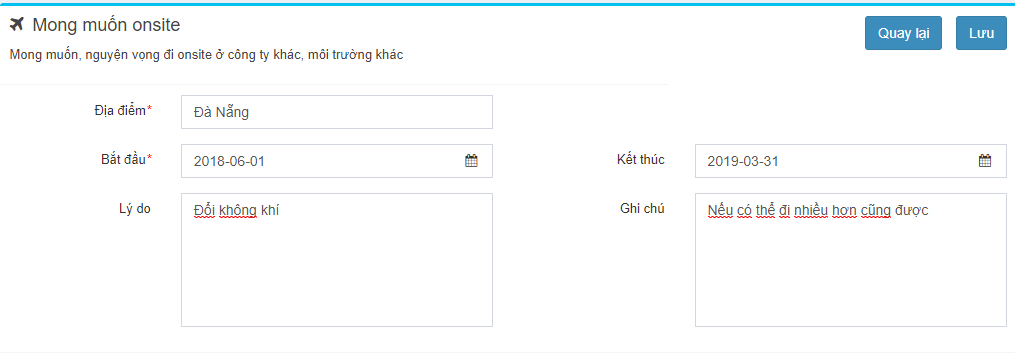 Mong muốn onsite
Quay lại
Lưu
Mong muốn, nguyện vọng đi onsite ở công ty khác, môi trường khác
Địa điểm*
Đà Nẵng
Bắt đầu*
2018-06-01
Kết thúc
2019-03-31
Lý do
Đổi không khí
Ghi chú
Nếu có thể đi nhiều hơn cũng được